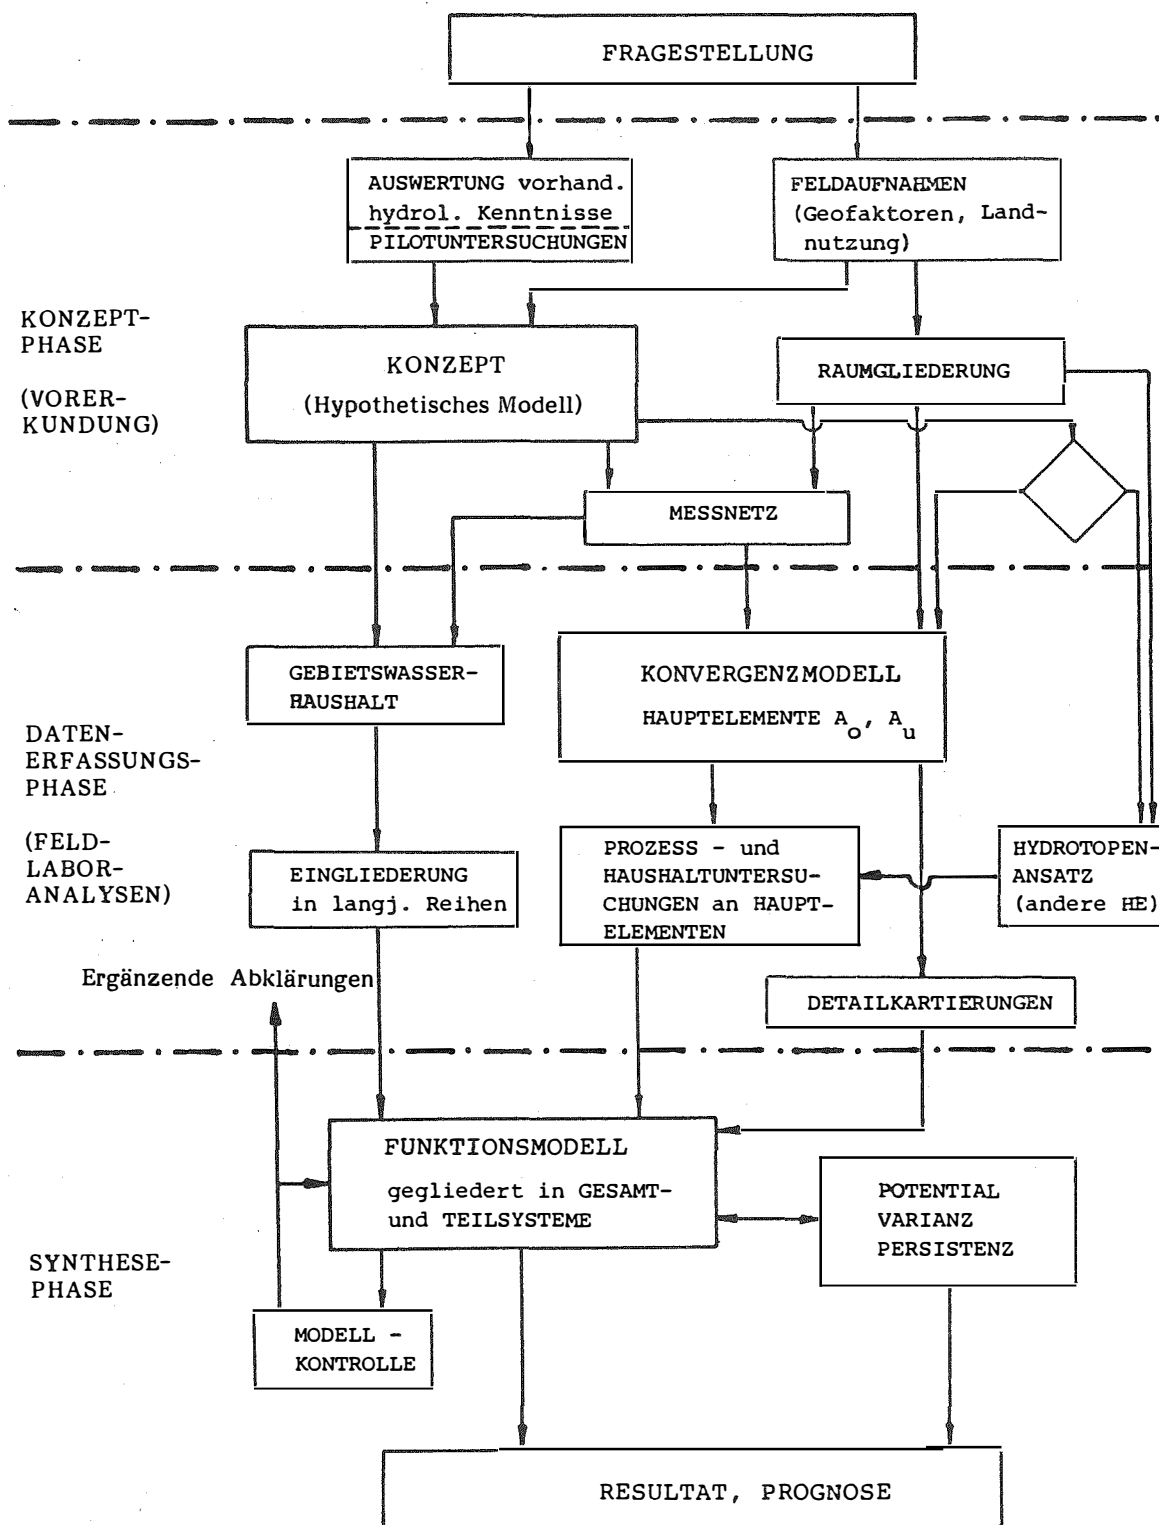 FRAGESTELLUNG
AUSWERTUNG vorhand.
hydrol. Kenntnisse
PILOTUNTERSUCHUNGEN
FELDAUFNAHMEN
(Geofaktoren, Land-
nutzung)
KONZEPT-
PHASE
(VORER-
KUNDUNG)
KONZEPT
(Hypothetisches Modell)
RAUMGLIEDERUNG
MESSNETZ
DATEN-
ERFASSUNGS-
PHASE
(FELD-
LABOR-
ANALYSEN)
GEBIETSWASSER-
HAUSHALT
KONVERGENZMODELL
HAUPTELEMENTE Ao, Au
EINGLIEDERUNG
in langj. Reihen
PROZESS - und
HAUSHALTUNTERSU-
CHUNGEN AN HAUPT-
ELEMENTEN
HYDROTOPEN-
ANSATZ
(andere HE)
Ergänzende Abklärungen
DETAILKARTIERUNGEN
SYNTHESE-
PHASE
FUNKTIONSMODELL
gegliedert in GESAMT-
und TEILSYSTEME
POTENTIAL
VARIANZ
PERSISTENZ
MODELL -
KONTROLLE
RESULTAT, PROGNOSE